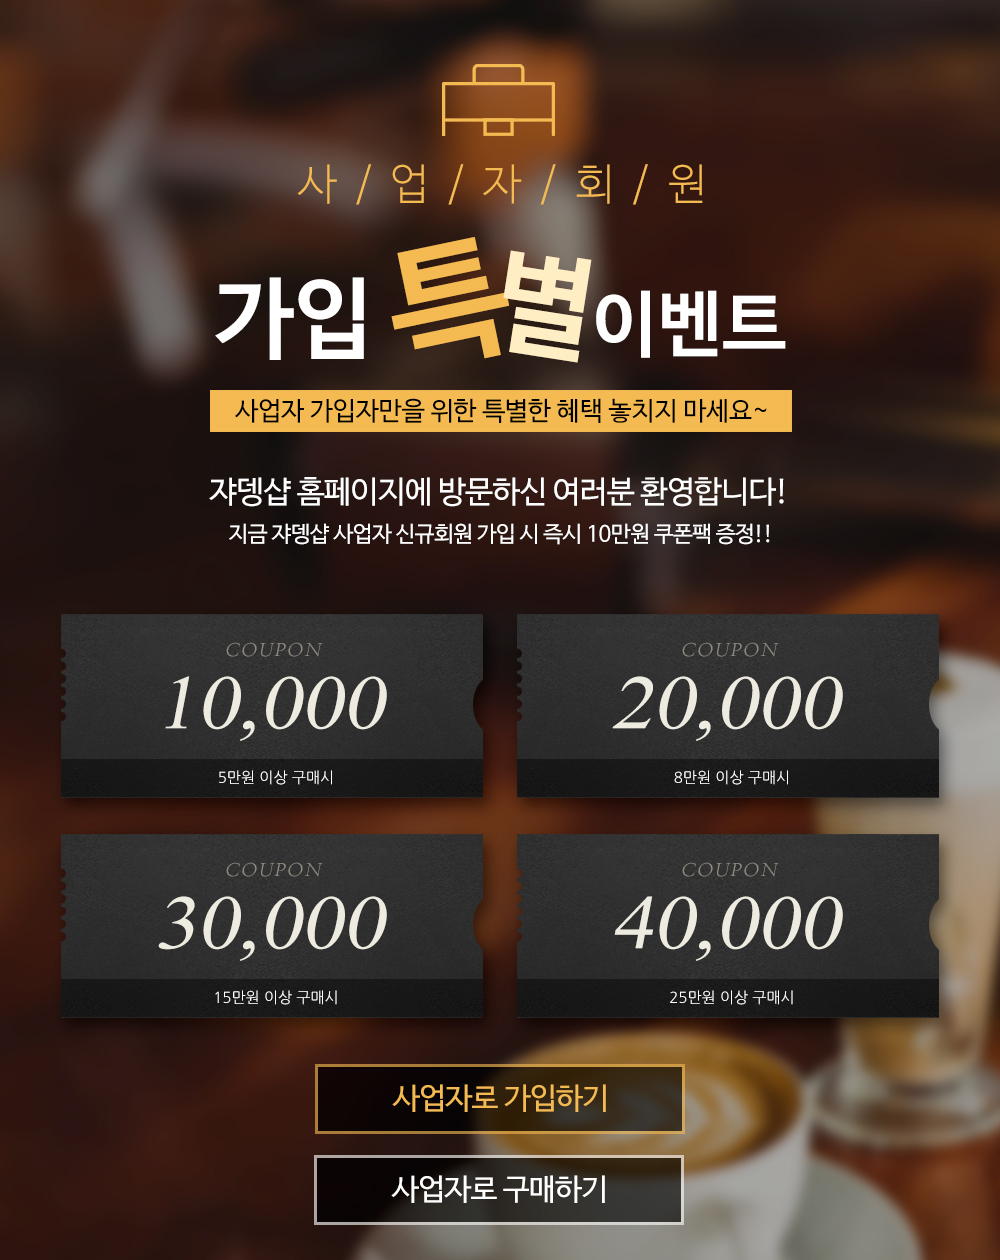 사/업/자/회/원
가입 특별 이벤트
사업자 가입자만을 위한 특별한 혜택 놓치지 마세요~
쟈뎅샵 홈페이지에 방문하신 여러분 환영합니다!
지금 쟈뎅샵 사업자 신규회원 가입 시 즉시 10만원 쿠폰팩 증정!!
COUPON
10,000
5만원 이상 구매시
COUPON
20,000
8만원 이상 구매시
COUPON
30,000
15만원 이상 구매시
COUPON
40,000
25만원 이상 구매시
사업자로 가입하기
사업자로 구매하기